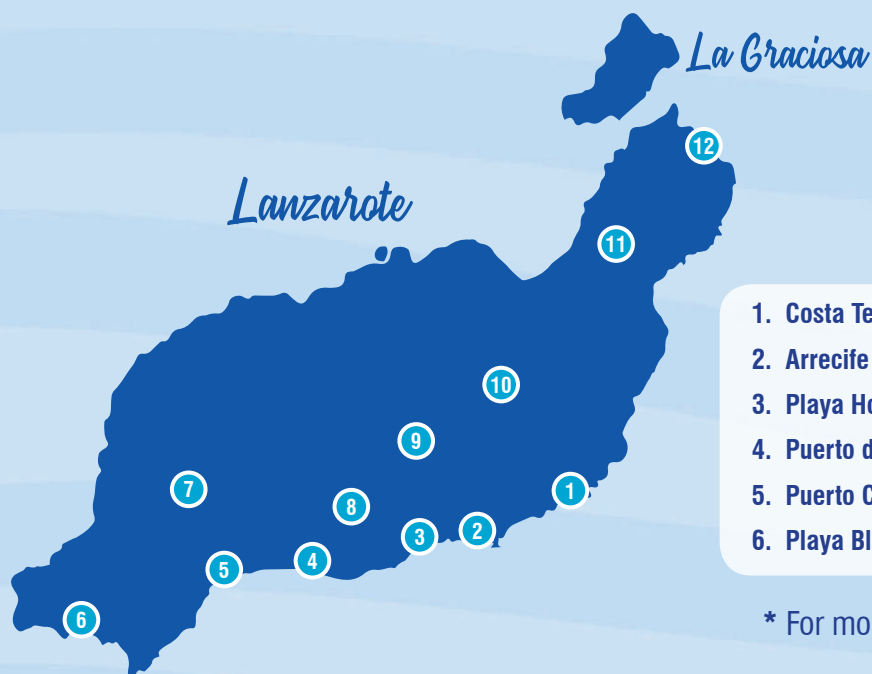 La Graciosa
12
Lanzarote
11
10
9
7
8
1
2
3
4
5
6
1. Costa Te
2. Arrecife
3. Playa Ho
4. Puerto d
5. Puerto C
6. Playa Bl
* For mo